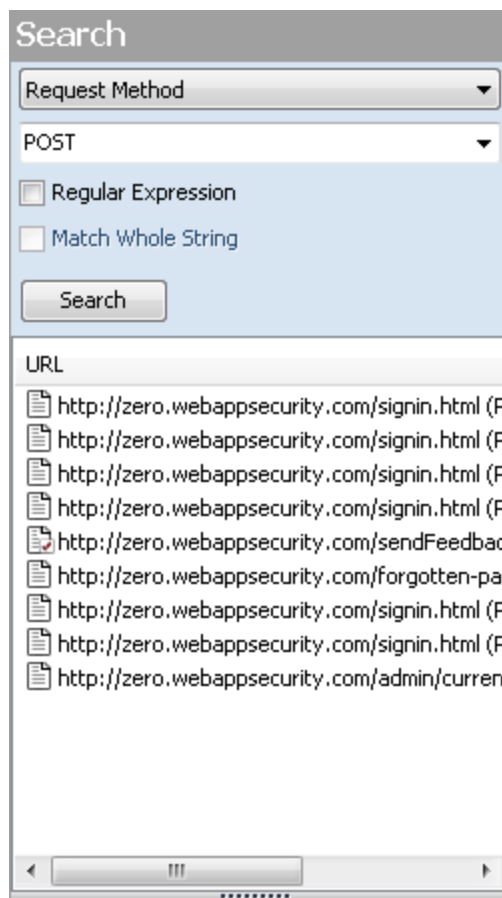 Search
Request Method
POST
Regular Expression
Match Whole String
Search
URL
http://zero.webappsecurity.com/signin.html (P
http://zero.webappsecurity.com/signin.html (P
http://zero.webappsecurity.com/signin.html (P
http://zero.webappsecurity.com/signin.html (P
http://zero.webappsecurity.com/sendFeedbac
http://zero.webappsecurity.com/forgotten-pa
http://zero.webappsecurity.com/signin.html (P
http://zero.webappsecurity.com/signin.html (P
http://zero.webappsecurity.com/admin/curren